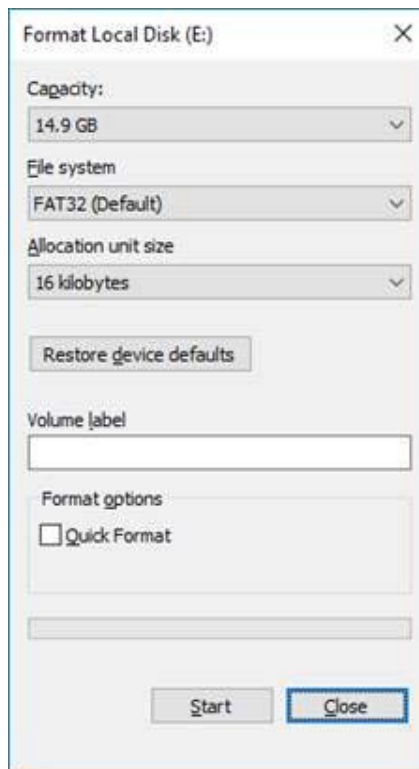 Format Local Disk (E:)
Capacity:
14.9 GB
File system
FAT32 (Default)
Allocation unit size
16 kilobytes
Restore device defaults
Volume label
Format options
Quick Format
Start
Close